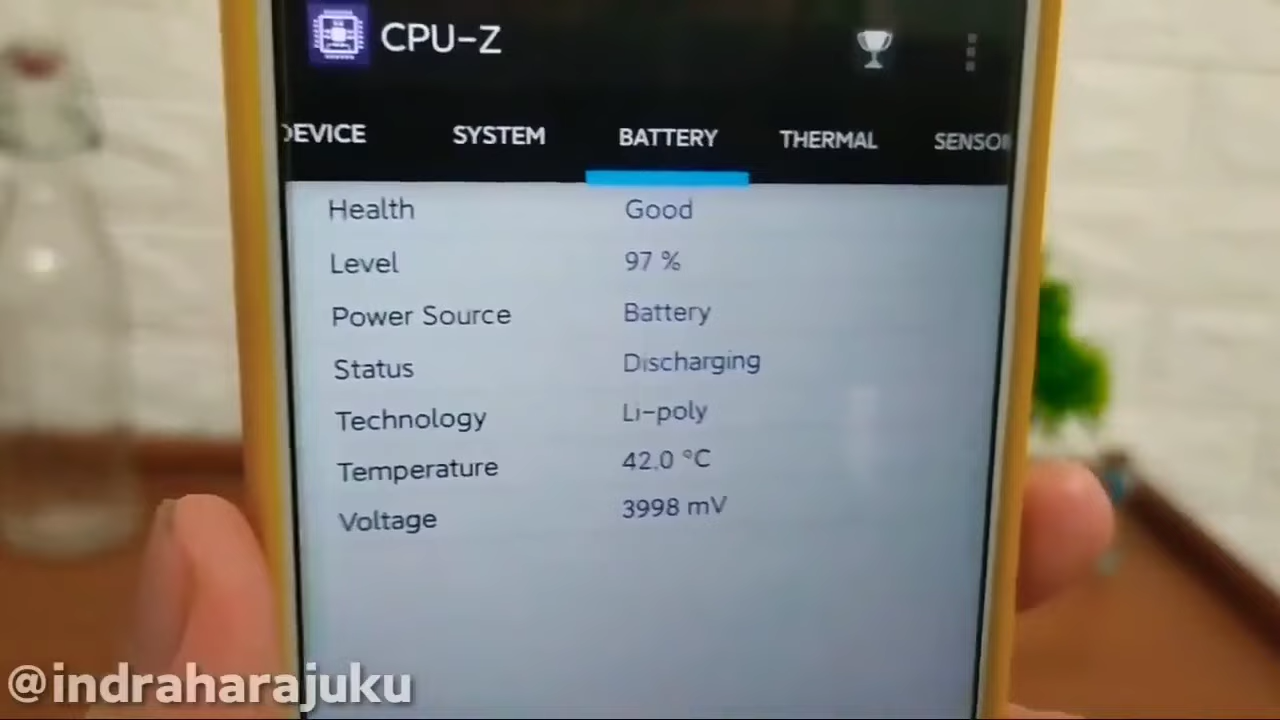 CPU-Z
DEVICE SYSTEM BATTERY THERMAL SENSO
Health Good
Level 97 %
Power Source Battery
Status Discharging
Technology Li-poly
Temperature 42.0 °C
Voltage 3998 mV
@indraharajuku